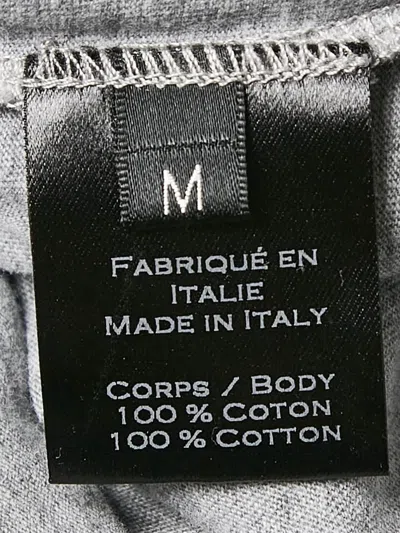 M
FABRIQUÉ EN
ITALIE
MADE IN ITALY
CORPS / BODY
100 % COTON
100 % COTTON